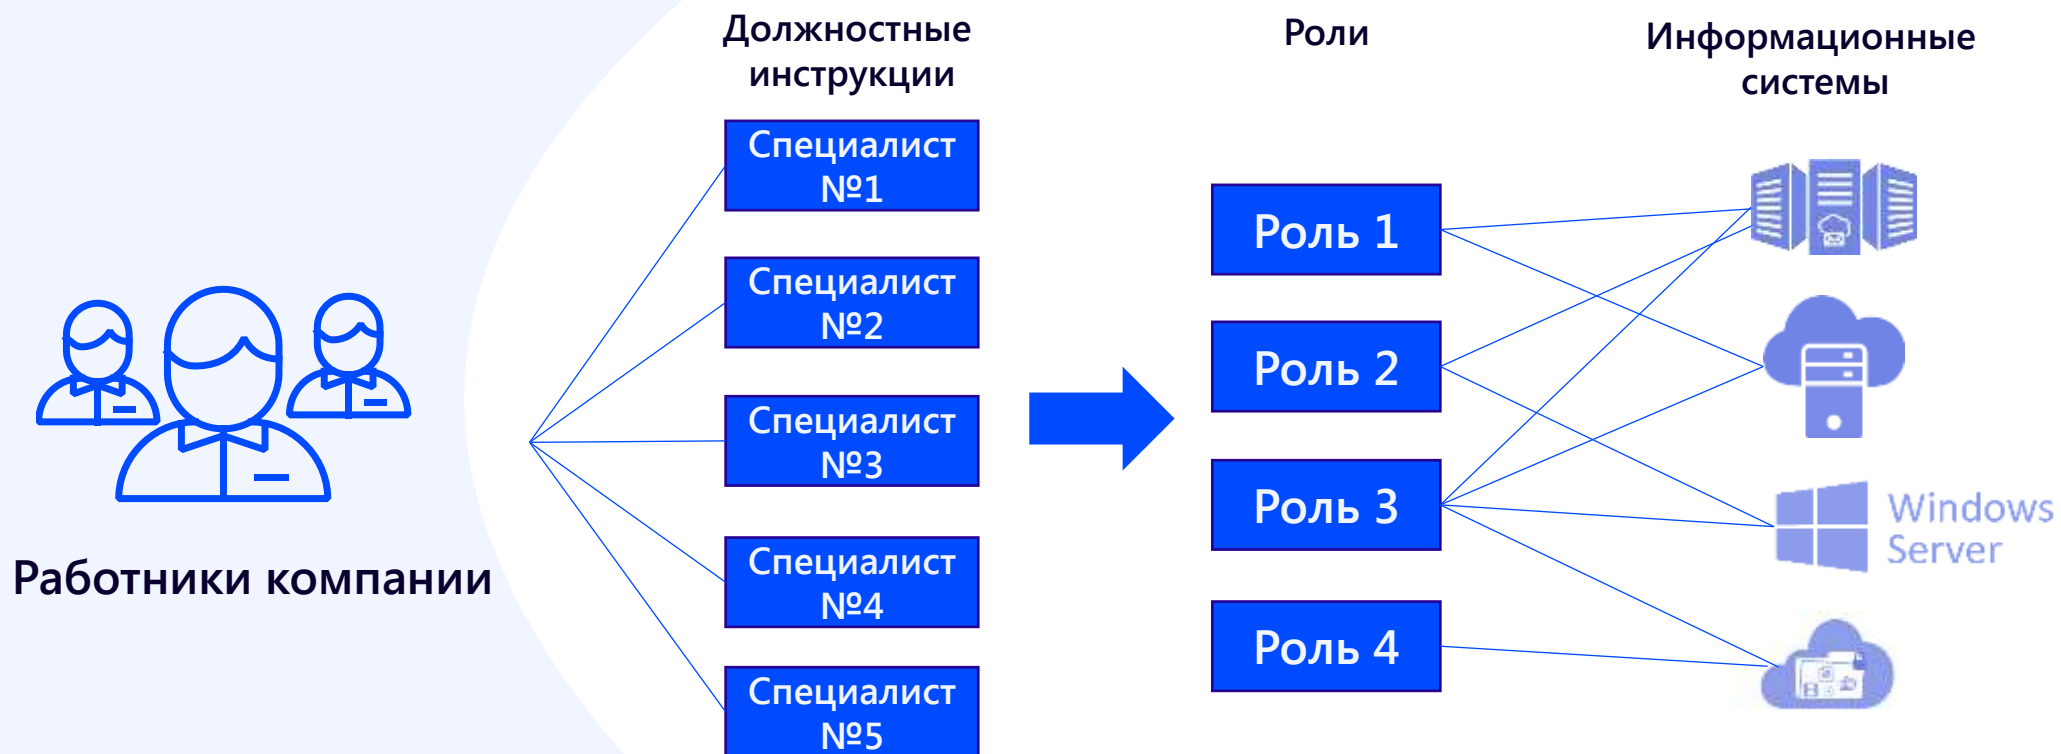 Должностные
инструкции
Роли
Информационные
системы
Специалист
№1
Специалист
№2
Специалист
№3
Специалист
№4
Специалист
№5
Роль 1
Роль 2
Роль 3
Роль 4
Windows
Server
Работники компании